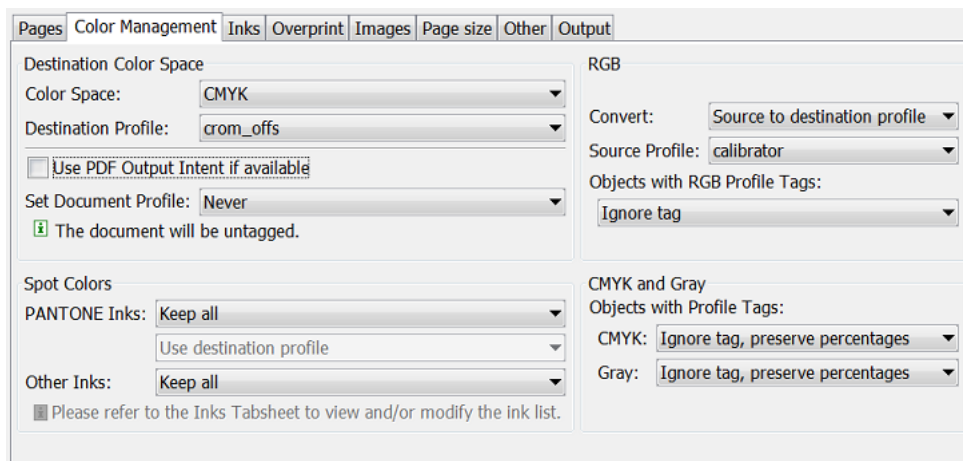 Pages Color Management Inks Overprint Images Page size Other Output
Destination Color Space
Color Space: CMYK
Destination Profile: crom_offs
Use PDF Output Intent if available
Set Document Profile: Never
The document will be untagged.
RGB
Convert: Source to destination profile
Source Profile: calibrator
Objects with RGB Profile Tags:
Ignore tag
Spot Colors
PANTONE Inks: Keep all
Use destination profile
Other Inks: Keep all
Please refer to the Inks Tabsheet to view and/or modify the ink list.
CMYK and Gray
Objects with Profile Tags:
CMYK: Ignore tag, preserve percentages
Gray: Ignore tag, preserve percentages